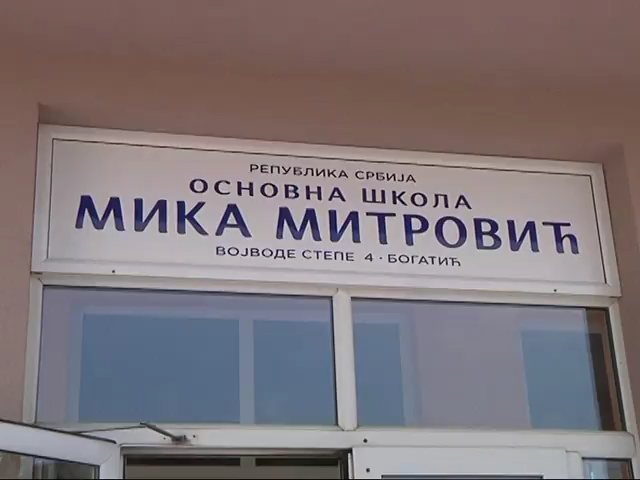 РЕПУБЛИКА СРБИЈА
ОСНОВНА ШКОЛА
МИКА МИТРОВИЋ
ВОЈВОДЕ СТЕПЕ 4 · БОГАТИЋ